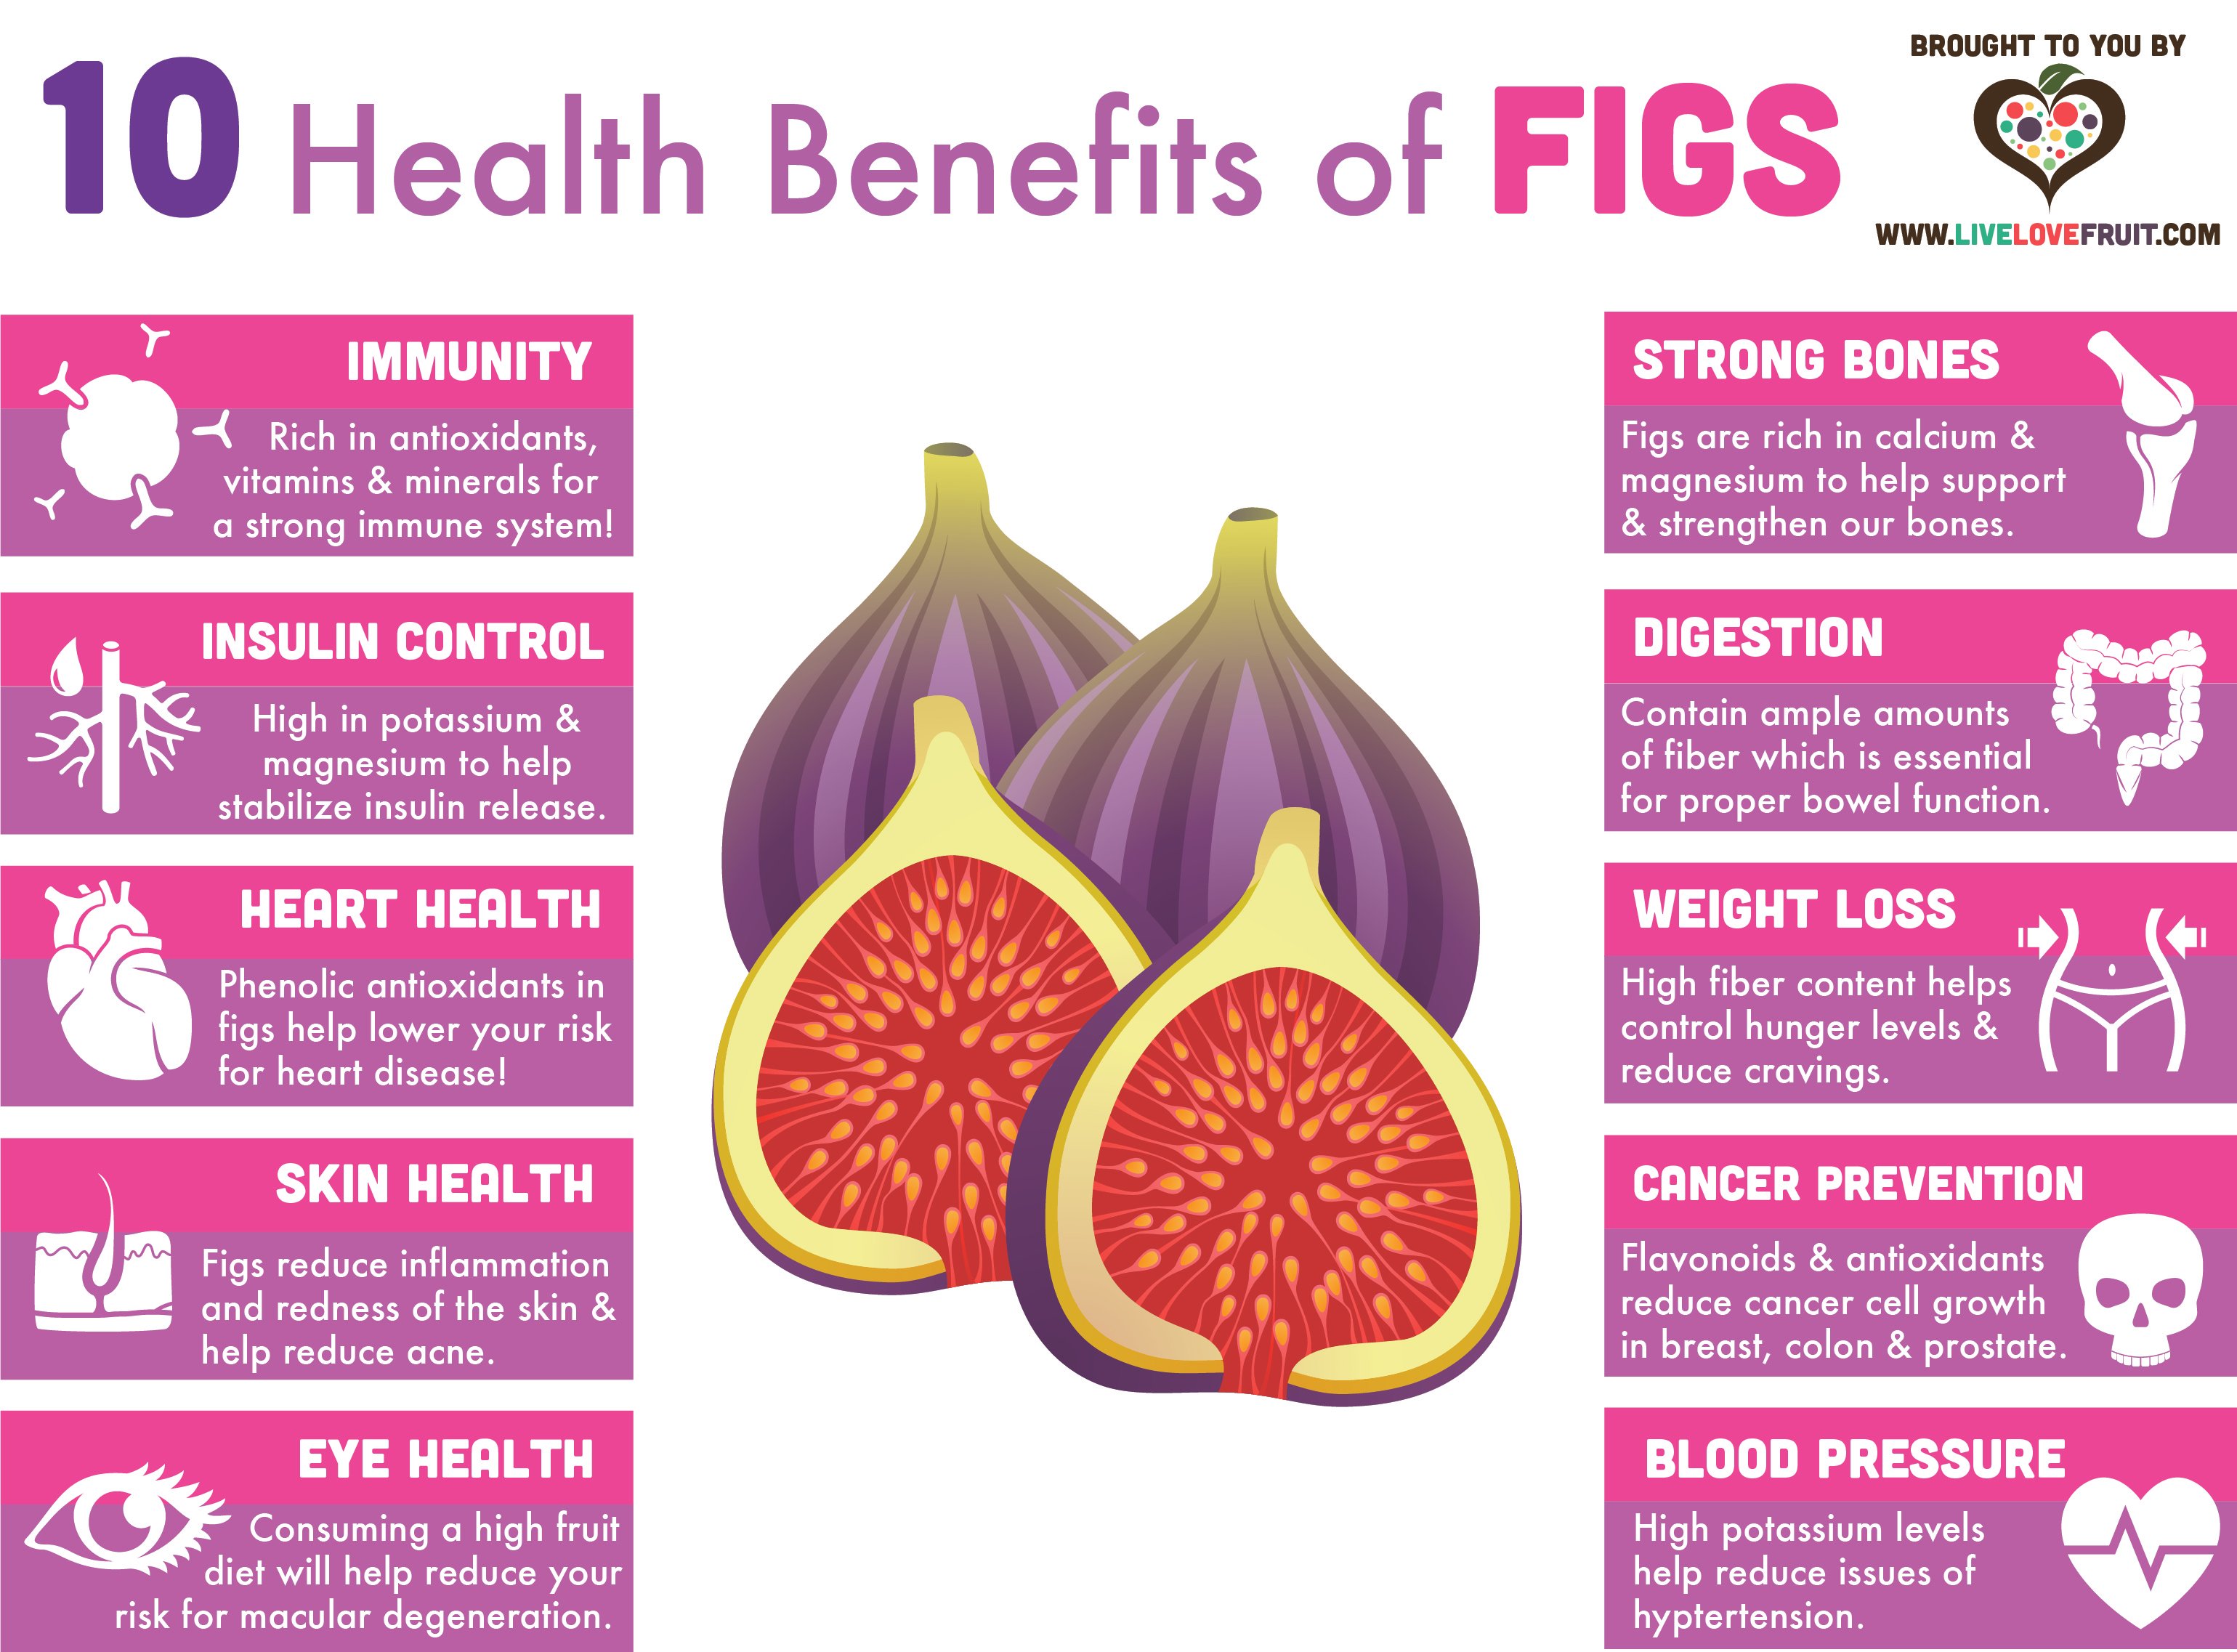 10 Health Benefits of FIGS
BROUGHT TO YOU BY
WWW.LIVELOVEFRUIT.COM
IMMUNITY
Rich in antioxidants,
vitamins & minerals for
a strong immune system!
INSULIN CONTROL
High in potassium &
magnesium to help
stabilize insulin release.
HEART HEALTH
Phenolic antioxidants in
figs help lower your risk
for heart disease!
SKIN HEALTH
Figs reduce inflammation
and redness of the skin &
help reduce acne.
EYE HEALTH
Consuming a high fruit
diet will help reduce your
risk for macular degeneration.
STRONG BONES
Figs are rich in calcium &
magnesium to help support
& strengthen our bones.
DIGESTION
Contain ample amounts
of fiber which is essential
for proper bowel function.
WEIGHT LOSS
High fiber content helps
control hunger levels &
reduce cravings.
CANCER PREVENTION
Flavonoids & antioxidants
reduce cancer cell growth
in breast, colon & prostate.
BLOOD PRESSURE
High potassium levels
help reduce issues of
hyptertension.